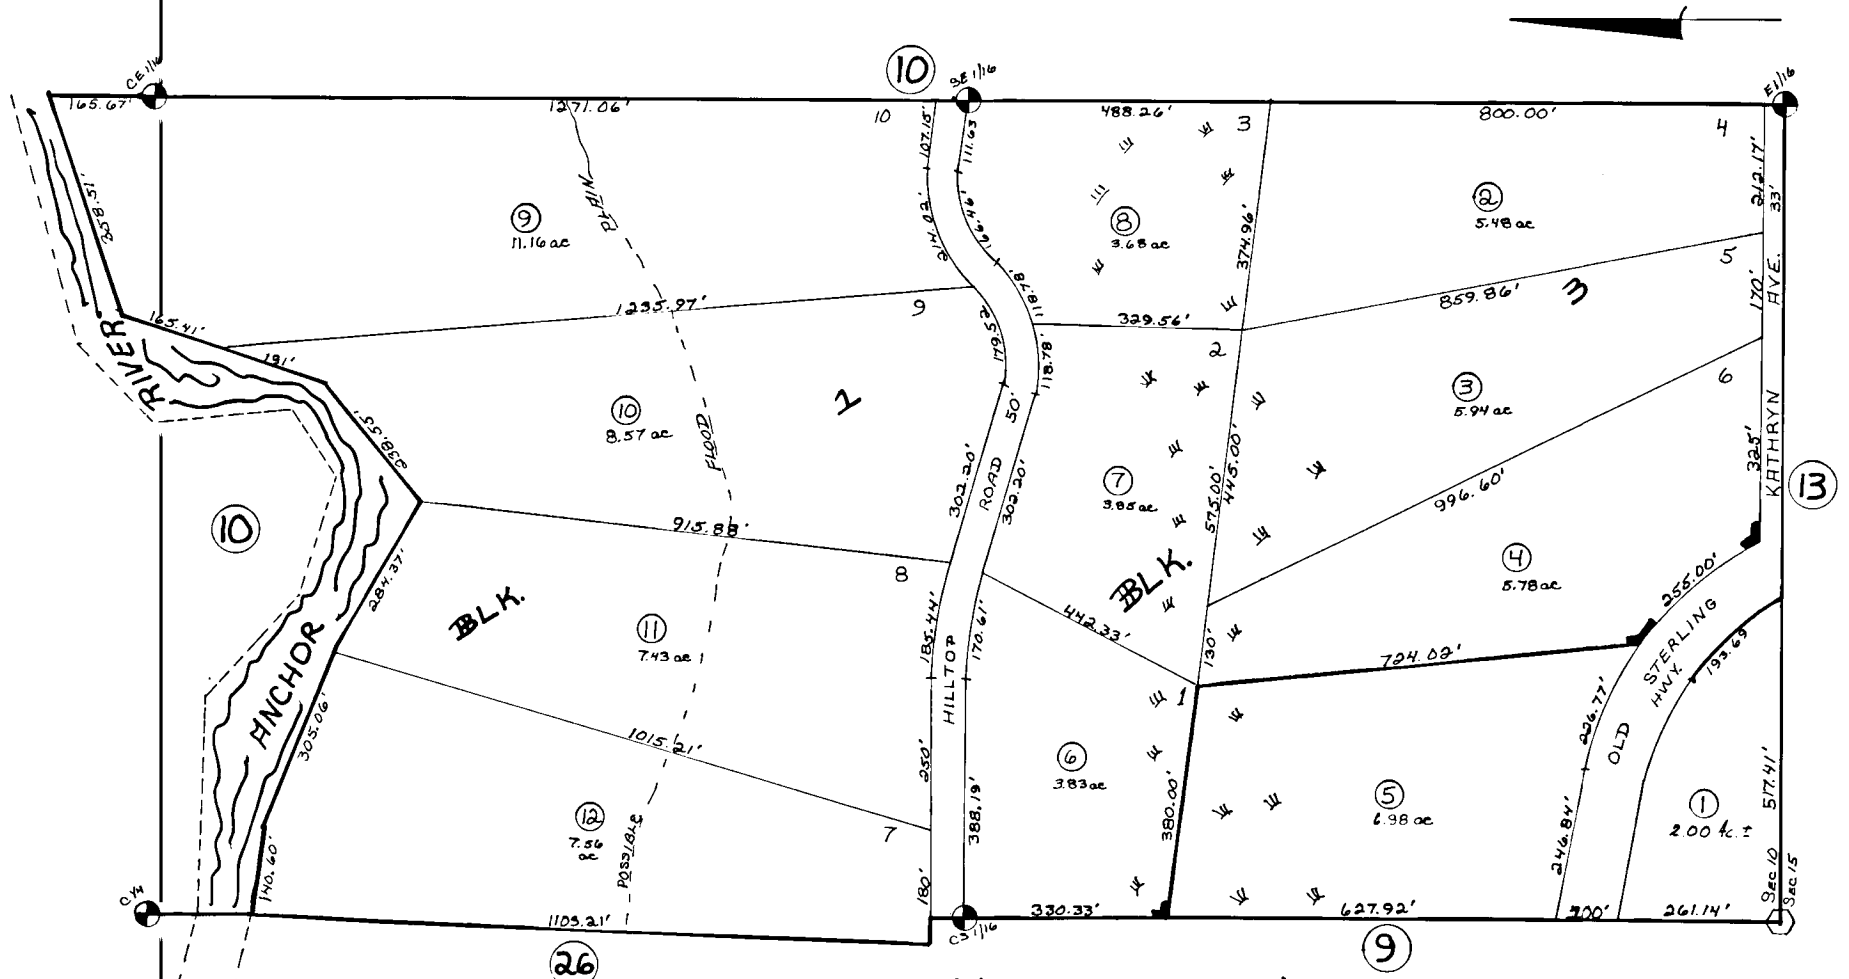 10
CE 1/16
SE 1/16
E 1/16
165.67'
1271.06'
10
488.26'
3
800.00'
4
107.15'
111.63
212.17'
33'
358.51'
PLAIN
9
11.16 ac
214.02'
166.46'
8
3.68 ac
374.96'
2
5.48 ac
5
170'
AVE.
165.41'
1235.97'
9
118.78'
859.86'
3
RIVER
191'
179.52'
329.56'
2
118.78'
6
238.55'
10
8.57 ac
1
50'
3
5.94 ac
FLOOD
302.20'
ROAD
302.20'
575.00'
445.00'
325'
KATHRYN
13
10
915.88'
7
3.85 ac
996.60'
284.37'
8
BLK.
BLK.
4
5.78 ac
255.00'
11
7.43 ac
185.44'
170.61'
442.33'
130'
724.02'
STERLING
HWY.
193.69
ANCHOR
305.06'
1015.21'
HILLTOP
1
226.77'
OLD
250'
388.19'
6
3.83 ac
380.00'
5
6.98 ac
1
2.00 Ac. ±
517.41'
12
7.56
ac
7
POSSIBLE
180'
140.60'
246.84'
SEC 10
SEC 15
C 1/4
1103.21'
CS 1/16
330.33'
627.92'
261.14'
26
9